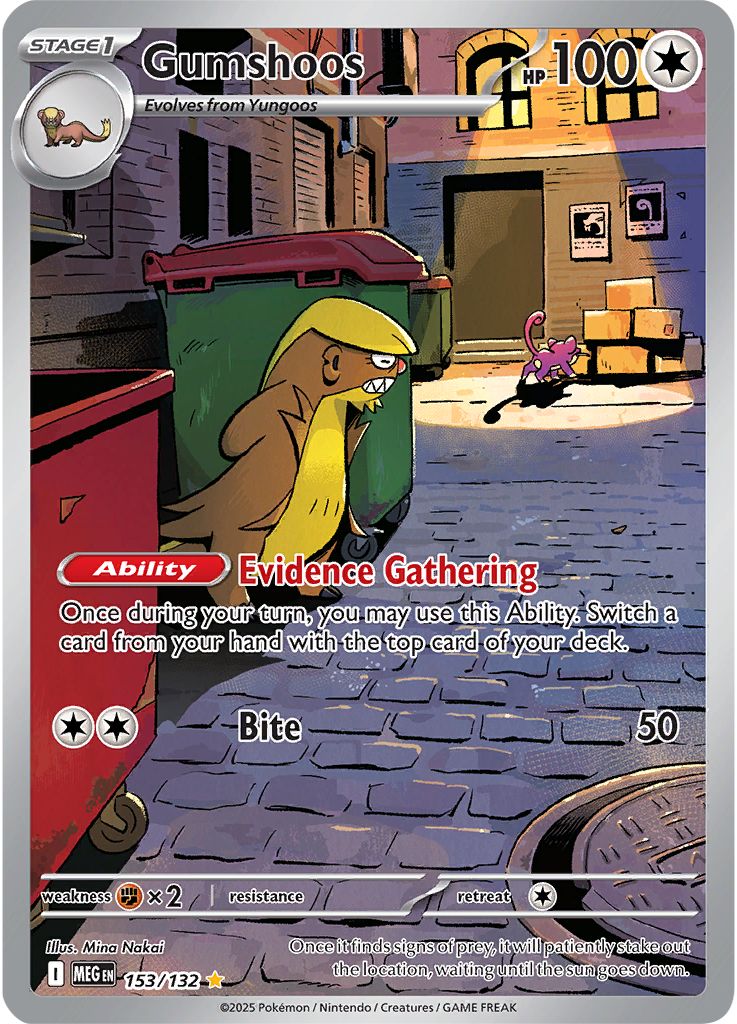 STAGE 1
Gumshoos
HP 100
Evolves from Yungoos
Ability Evidence Gathering
Once during your turn, you may use this Ability. Switch a
card from your hand with the top card of your deck.
Bite 50
weakness ×2 resistance retreat
Illus. Mina Nakai
Once it finds signs of prey, it will patiently stake out
the location, waiting until the sun goes down.
I MEG EN 153/132
©2025 Pokémon / Nintendo / Creatures / GAME FREAK